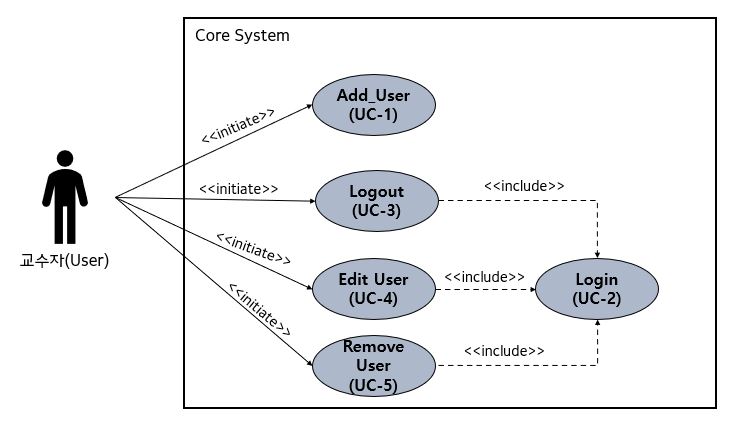 Core System
Add_User
(UC-1)
<<initiate>>
<<initiate>>
Logout
(UC-3)
<<include>>
교수자(User)
<<initiate>>
Edit User
(UC-4)
<<include>>
Login
(UC-2)
<<initiate>>
Remove
User
(UC-5)
<<include>>